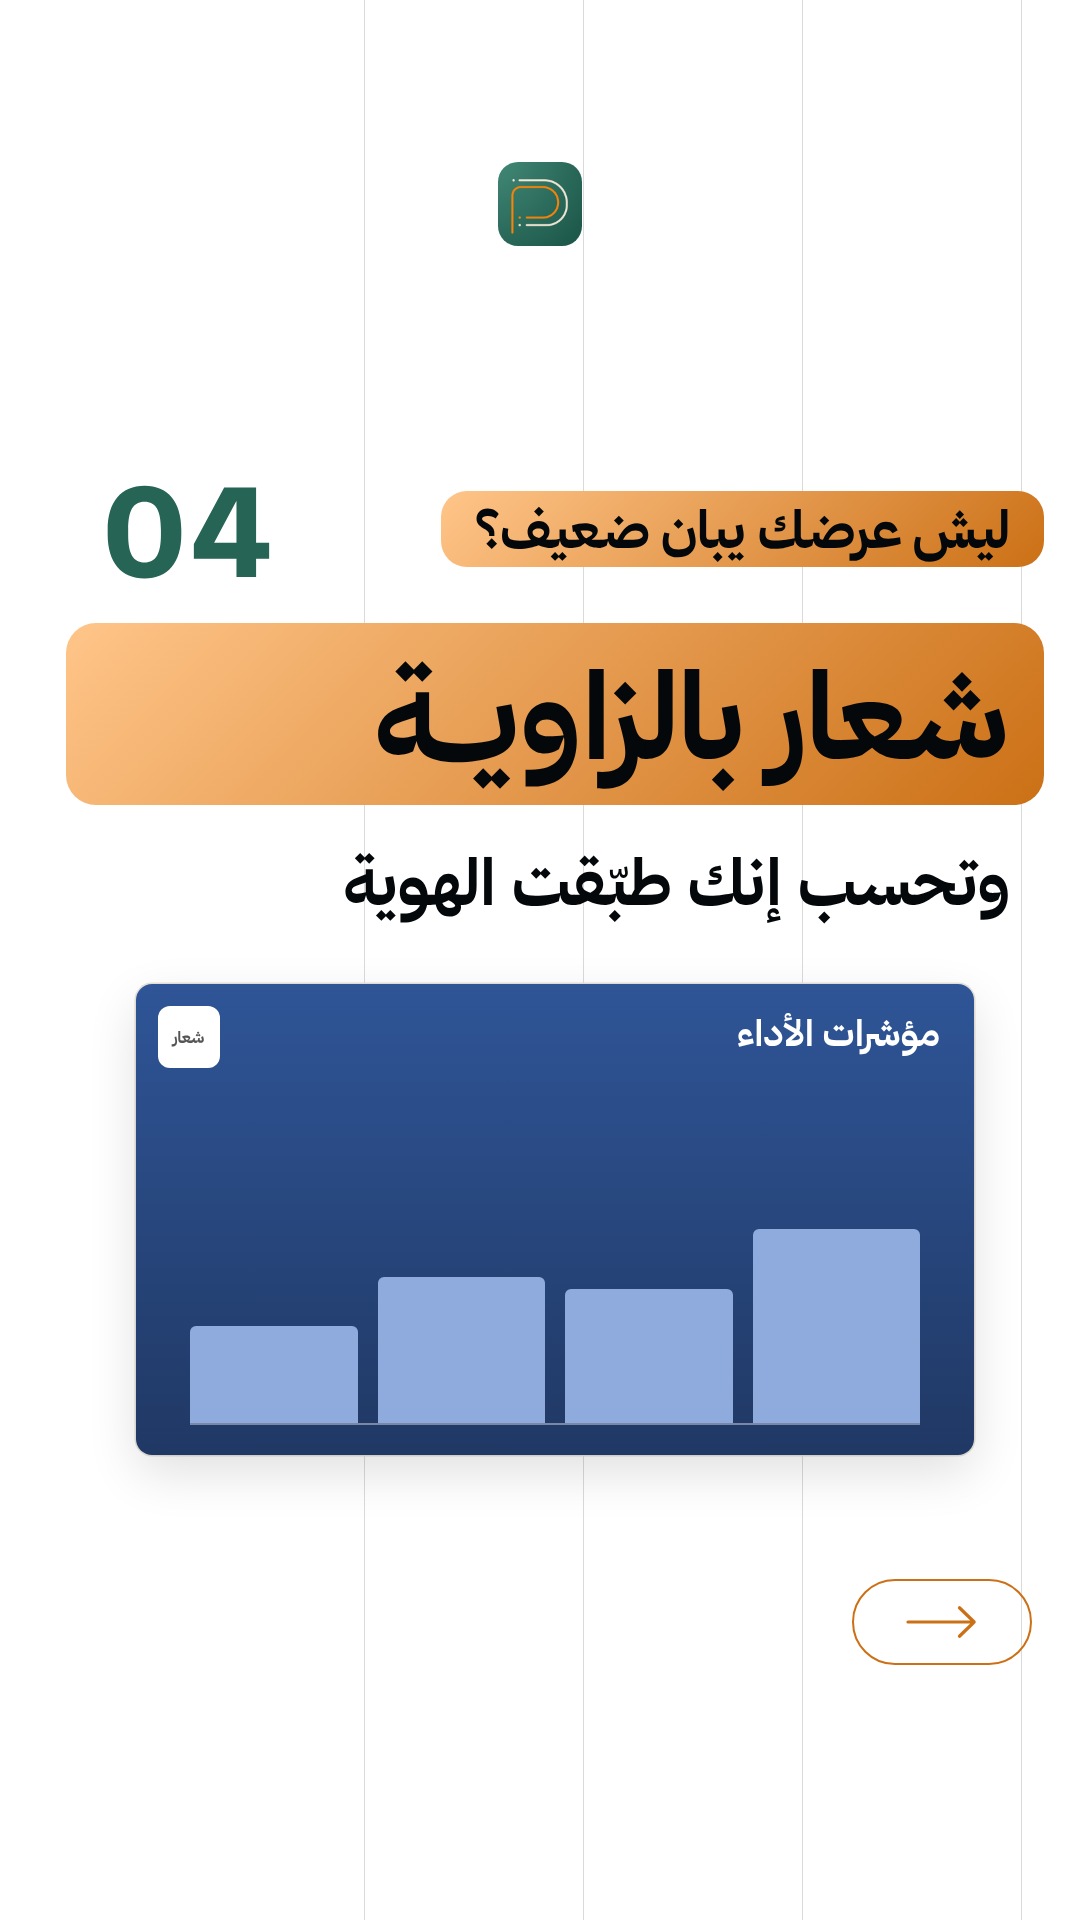 ليش عرضك يبان ضعيف؟
04
شعار بالزاويـة
وتحسب إنك طبّقت الهوية
مؤشرات الأداء
شعار